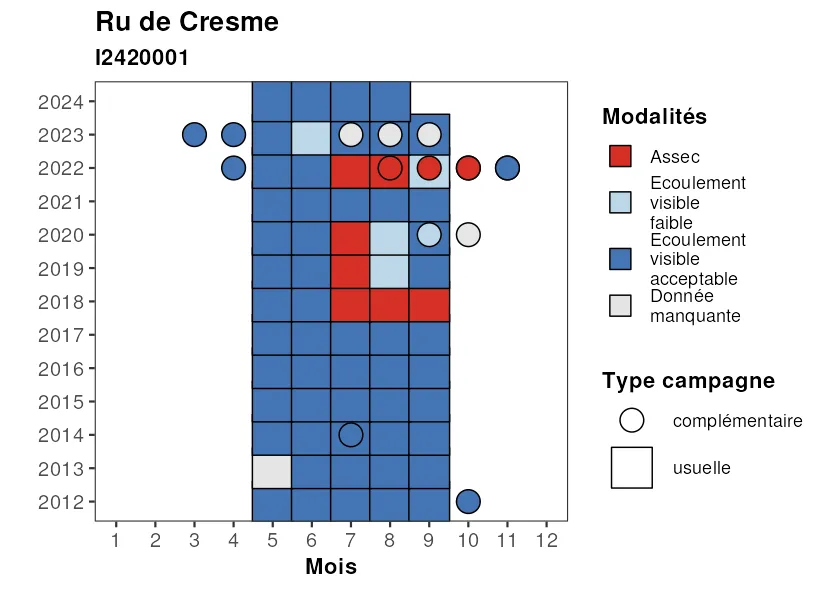 Ru de Cresme
I2420001
2024
2023
2022
2021
2020
2019
2018
2017
2016
2015
2014
2013
2012
1 2 3 4 5 6 7 8 9 10 11 12
Mois
Modalités
Assec
Ecoulement
visible
faible
Ecoulement
visible
acceptable
Donnée
manquante
Type campagne
complémentaire
usuelle